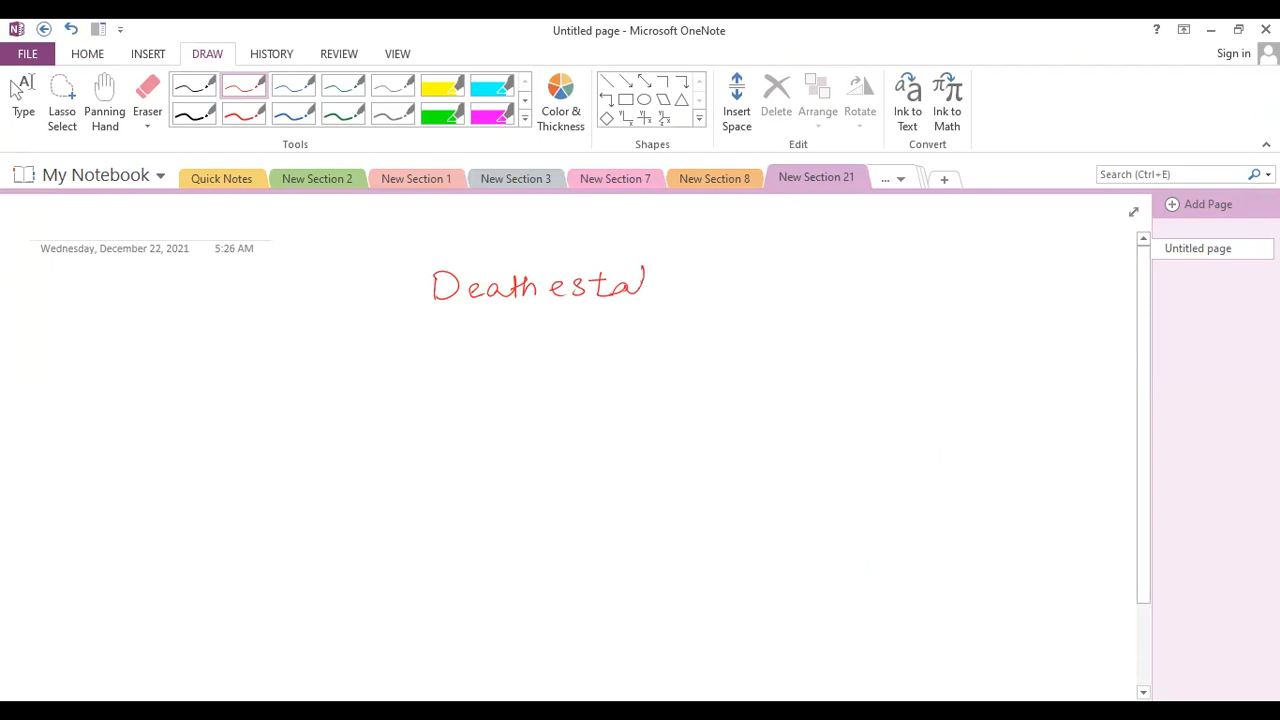 Untitled page - Microsoft OneNote
?
FILE HOME INSERT DRAW HISTORY REVIEW VIEW
Sign in
Type
Lasso Select
Panning Hand
Eraser
Color & Thickness
Insert Space
Delete
Arrange
Rotate
Ink to Text
Ink to Math
Tools
Shapes
Edit
Convert
My Notebook
Quick Notes
New Section 2
New Section 1
New Section 3
New Section 7
New Section 8
New Section 21
...
Search (Ctrl+E)
Add Page
Wednesday, December 22, 2021 5:26 AM
Untitled page
Death esta